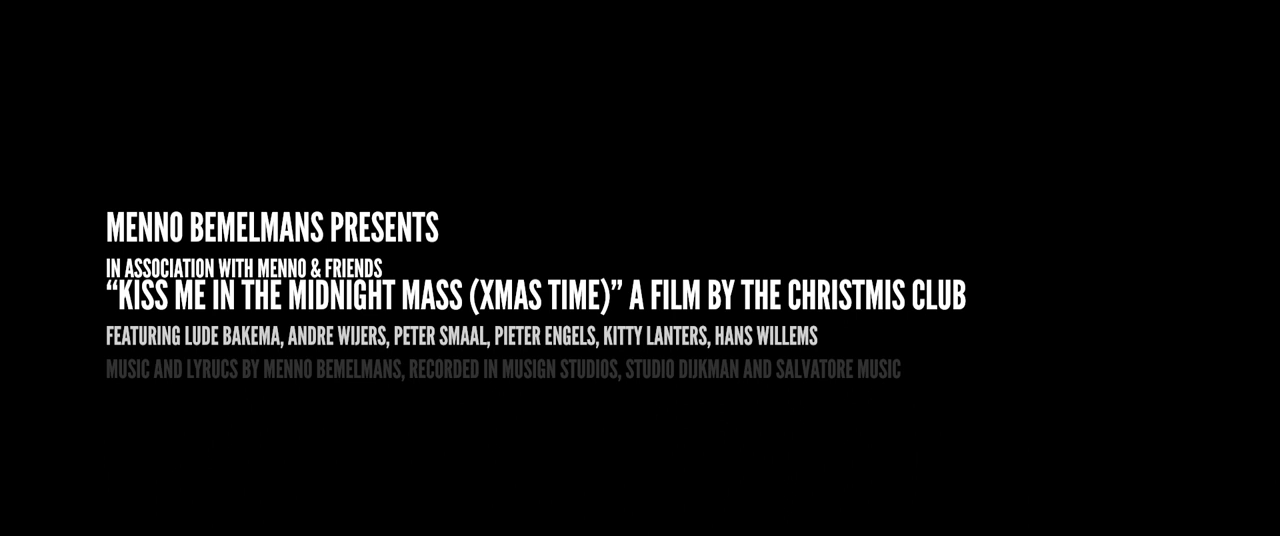 MENNO BEMELMANS PRESENTS
IN ASSOCIATION WITH MENNO & FRIENDS
“KISS ME IN THE MIDNIGHT MASS (XMAS TIME)” A FILM BY THE CHRISTMIS CLUB
FEATURING LUDE BAKEMA, ANDRE WIJERS, PETER SMAAL, PIETER ENGELS, KITTY LANTERS, HANS WILLEMS
MUSIC AND LYRUCS BY MENNO BEMELMANS, RECORDED IN MUSIGN STUDIOS, STUDIO DIJKMAN AND SALVATORE MUSIC